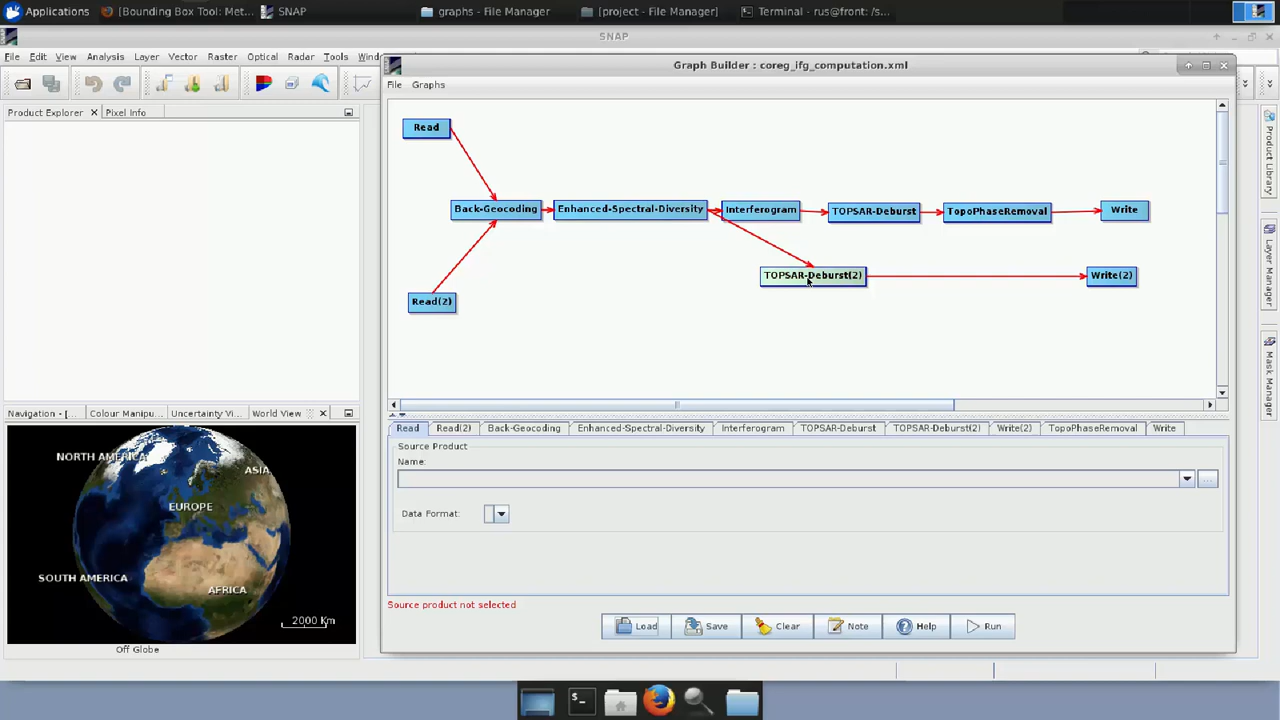 Applications
[Bounding Box Tool: Met...
SNAP
graphs - File Manager
[project - File Manager]
Terminal - rus@front: /s...
SNAP
File Edit View Analysis Layer Vector Raster Optical Radar Tools Wind
Graph Builder : coreg_ifg_computation.xml
File Graphs
Product Explorer
Pixel Info
Read
Back-Geocoding
Enhanced-Spectral-Diversity
Interferogram
TOPSAR-Deburst
TopoPhaseRemoval
Write
TOPSAR-Deburst(2)
Write(2)
Read(2)
Product Library
Layer Manager
Mask Manager
Navigation - [...
Colour Manipu...
Uncertainty Vi...
World View
Read
Read(2)
Back-Geocoding
Enhanced-Spectral-Diversity
Interferogram
TOPSAR-Deburst
TOPSAR-Deburst(2)
Write(2)
TopoPhaseRemoval
Write
Source Product
Name:
...
Data Format:
NORTH AMERICA
ASIA
EUROPE
SOUTH AMERICA
AFRICA
2000 Km
Off Globe
Source product not selected
Load
Save
Clear
Note
Help
Run